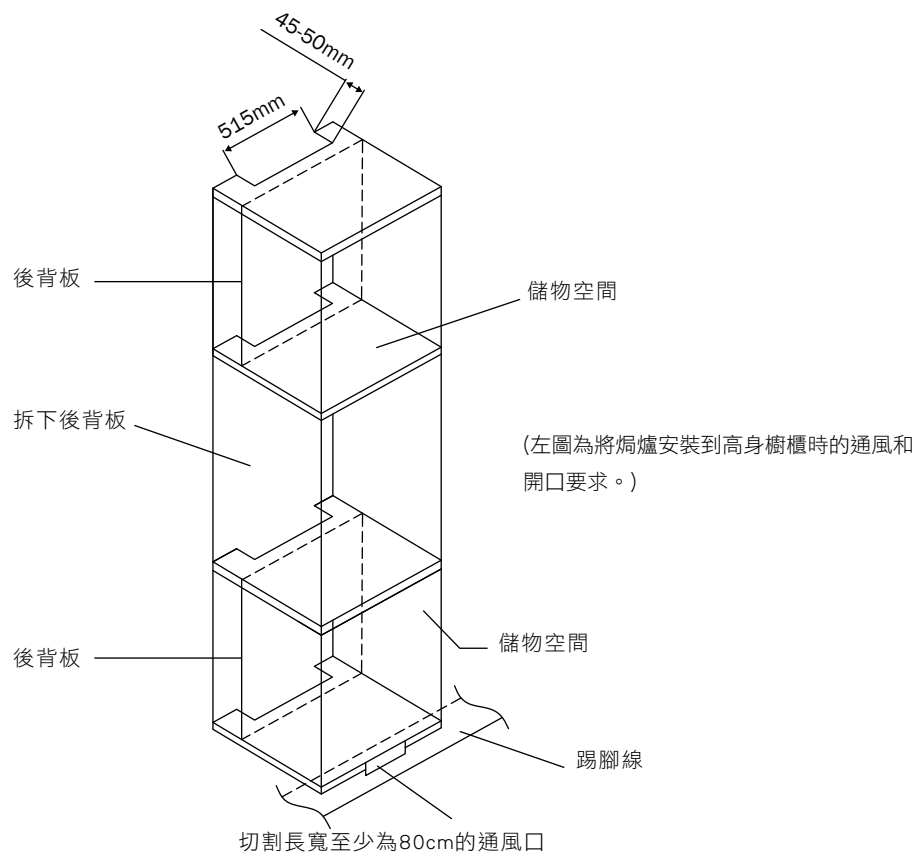 45-50mm
515mm
後背板
儲物空間
拆下後背板
(左圖為將焗爐安裝到高身櫥櫃時的通風和
開口要求。)
儲物空間
後背板
踢腳線
切割長寬至少為80cm的通風口